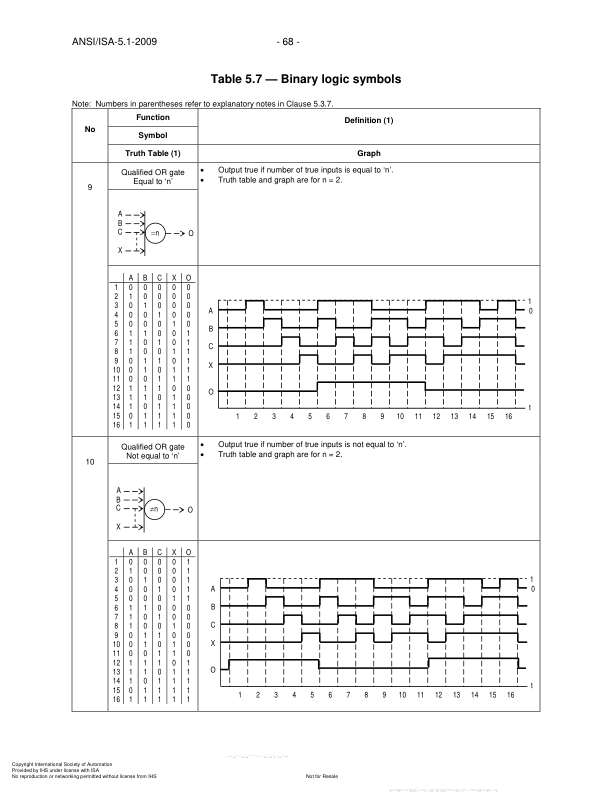 ANSI/ISA-5.1-2009 - 68 -
Table 5.7 — Binary logic symbols
Note: Numbers in parentheses refer to explanatory notes in Clause 5.3.7.
No
Function
Symbol
Truth Table (1)
Definition (1)
Graph
9
Qualified OR gate
Equal to ‘n’
• Output true if number of true inputs is equal to ‘n’.
• Truth table and graph are for n = 2.
A
B
C =n O
X
A B C X O
1 0 0 0 0 0
2 1 0 0 0 0
3 0 1 0 0 0
4 0 0 1 0 0
5 0 0 0 1 0
6 1 1 0 0 1
7 1 0 1 0 1
8 1 0 0 1 1
9 0 1 1 0 1
10 0 1 0 1 1
11 0 0 1 1 1
12 1 1 1 0 0
13 1 1 0 1 0
14 1 0 1 1 0
15 0 1 1 1 0
16 1 1 1 1 0
1
A 0
B
C
X
O
t
1 2 3 4 5 6 7 8 9 10 11 12 13 14 15 16
10
Qualified OR gate
Not equal to ‘n’
• Output true if number of true inputs is not equal to ‘n’.
• Truth table and graph are for n = 2.
A
B
C ≠n O
X
A B C X O
1 0 0 0 0 1
2 1 0 0 0 1
3 0 1 0 0 1
4 0 0 1 0 1
5 0 0 0 1 1
6 1 1 0 0 0
7 1 0 1 0 0
8 1 0 0 1 0
9 0 1 1 0 0
10 0 1 0 1 0
11 0 0 1 1 0
12 1 1 1 0 1
13 1 1 0 1 1
14 1 0 1 1 1
15 0 1 1 1 1
16 1 1 1 1 1
1
A 0
B
C
X
O
t
1 2 3 4 5 6 7 8 9 10 11 12 13 14 15 16
Copyright International Society of Automation
Provided by IHS under license with ISA
No reproduction or networking permitted without license from IHS Not for Resale